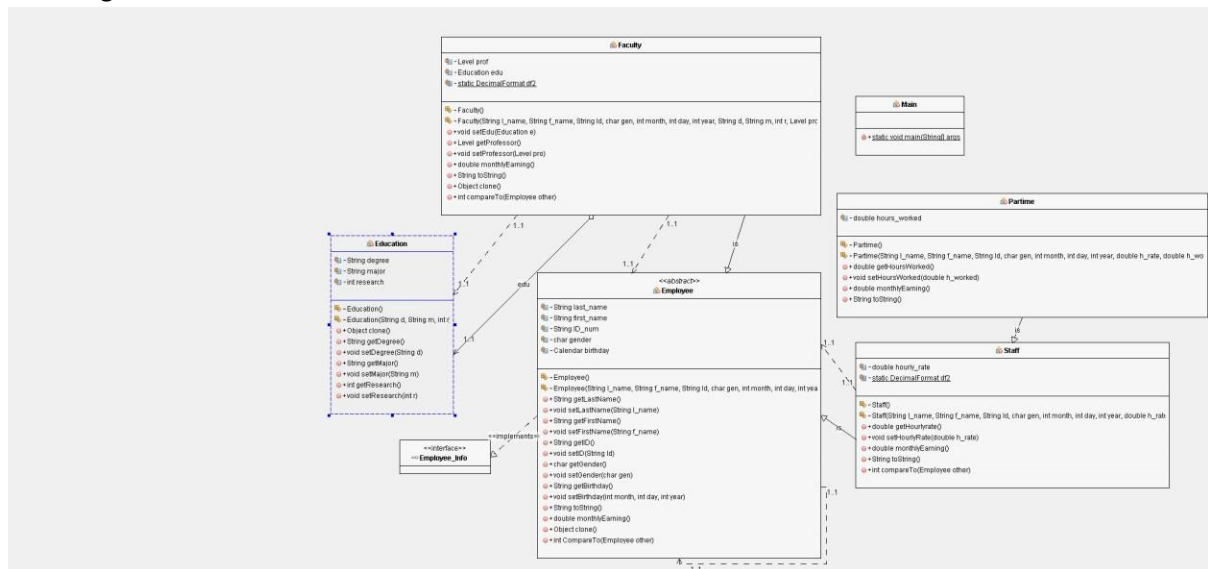 Faculty
- Level prof
- Education edu
- static DecimalFormat df2
- Faculty()
- Faculty(String l_name, String f_name, String Id, char gen, int month, int day, int year, String d, String m, int r, Level pro
+ void setEdu(Education e)
+ Level getProfessor()
+ void setProfessor(Level pro)
+ double monthlyEarning()
+ String toString()
+ Object clone()
+ int compareTo(Employee other)
Main
+ static void main(String[] args
Partime
- double hours_worked
- Partime()
- Partime(String l_name, String f_name, String Id, char gen, int month, int day, int year, double h_rate, double h_wo
+ double getHoursWorked()
+ void setHoursWorked(double h_worked)
+ double monthlyEarning()
+ String toString()
1..1
1..1
is
1..1
1..1
edu
1..1
Education
- String degree
- String major
- int research
- Education()
- Education(String d, String m, int r
+ Object clone()
+ String getDegree()
+ void setDegree(String d)
+ String getMajor()
+ void setMajor(String m)
+ int getResearch()
+ void setResearch(int r)
<<abstract>>
Employee
- String last_name
- String first_name
- String ID_num
- char gender
- Calendar birthday
- Employee()
- Employee(String l_name, String f_name, String Id, char gen, int month, int day, int yea
+ String getLastName()
+ void setLastName(String l_name)
+ String getFirstName()
+ void setFirstName(String f_name)
+ String getID()
+ void setID(String Id)
+ char getGender()
+ void setGender(char gen)
+ String getBirthday()
+ void setBirthday(int month, int day, int year)
+ String toString()
+ double monthlyEarning()
+ Object clone()
+ int CompareTo(Employee other)
is
1..1
1..1
is
Staff
- double hourly_rate
- static DecimalFormat df2
- Staff()
- Staff(String l_name, String f_name, String Id, char gen, int month, int day, int year, double h_rate
+ double getHourlyrate()
+ void setHourlyRate(double h_rate)
+ double monthlyEarning()
+ String toString()
+ int compareTo(Employee other)
<<implements>>
<<interface>>
Employee_Info
1..1
1..1